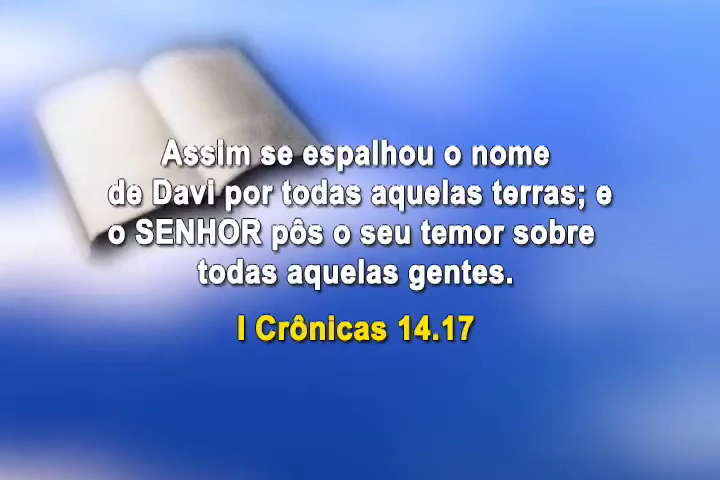 Assim se espalhou o nome
de Davi por todas aquelas terras; e
o SENHOR pôs o seu temor sobre
todas aquelas gentes.
I Crônicas 14.17